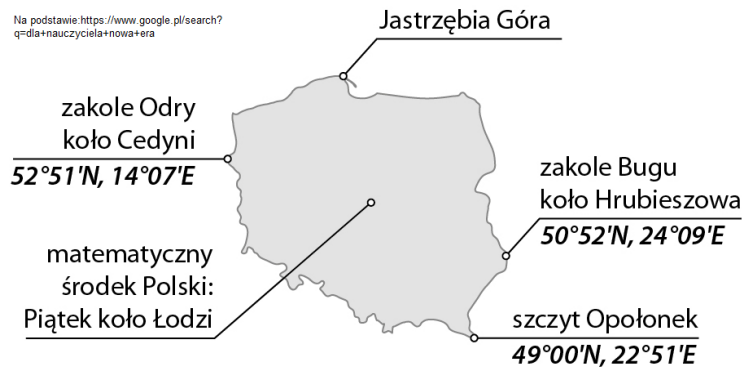 Na podstawie:https://www.google.pl/search?
q=dla+nauczyciela+nowa+era
Jastrzębia Góra
zakole Odry
koło Cedyni
52°51'N, 14°07'E
zakole Bugu
koło Hrubieszowa
50°52'N, 24°09'E
matematyczny
środek Polski:
Piątek koło Łodzi
szczyt Opołonek
49°00'N, 22°51'E